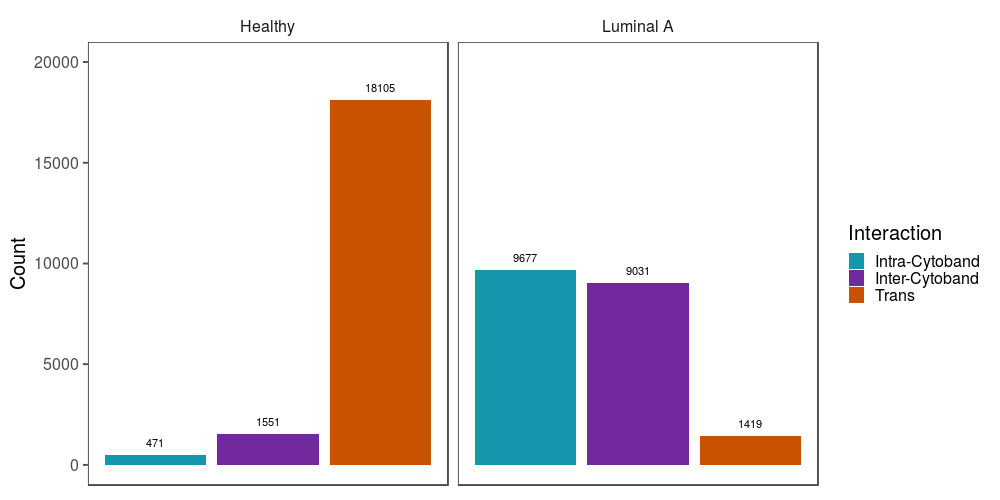 Healthy
Luminal A
20000
15000
10000
5000
0
Count
18105
1551
471
9677
9031
1419
Interaction
Intra-Cytoband
Inter-Cytoband
Trans